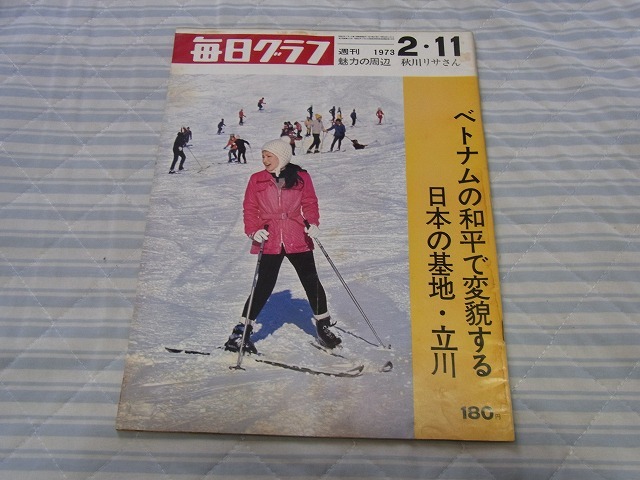 毎日グラフ
週刊 1973 2・11
魅力の周辺 秋川リサさん
ベトナムの和平で変貌する
日本の基地・立川
180円